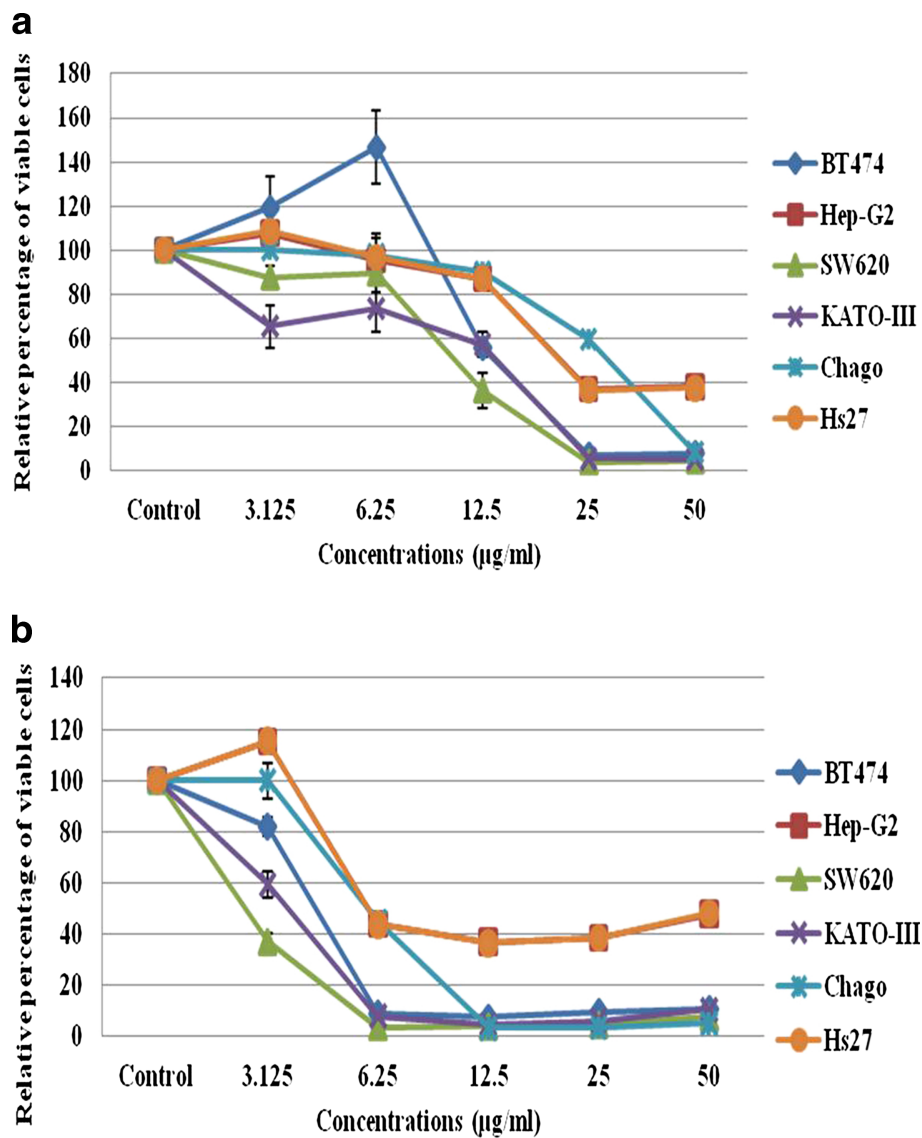 a
Relative percentage of viable cells
180
160
140
120
100
80
60
40
20
0
Control 3.125 6.25 12.5 25 50
Concentrations (µg/ml)
BT474
Hep-G2
SW620
KATO-III
Chago
Hs27
b
Relative percentage of viable cells
140
120
100
80
60
40
20
0
Control 3.125 6.25 12.5 25 50
Concentrations (µg/ml)
BT474
Hep-G2
SW620
KATO-III
Chago
Hs27